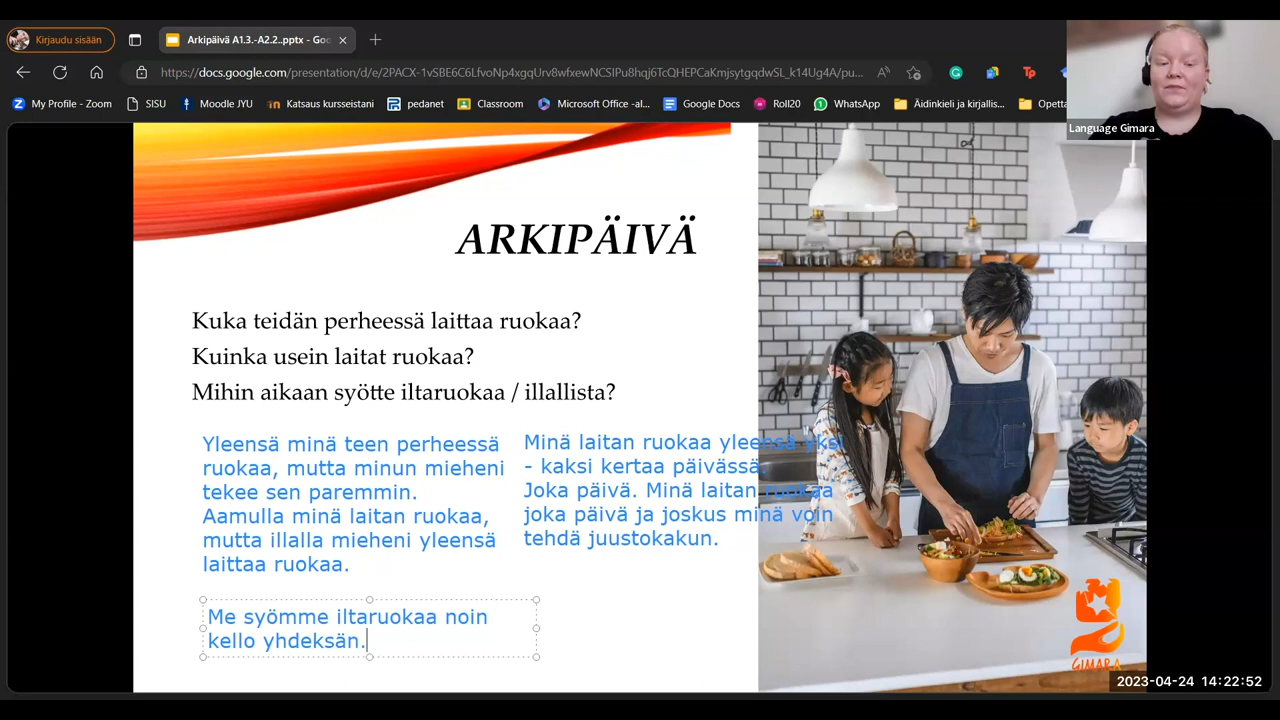 Kirjaudu sisään
Arkipäivä A1.3.-A2.2..pptx - Goo
https://docs.google.com/presentation/d/e/2PACX-1vSBE6C6LfvoNp4xgqUrv8wfxewNCSIPu8hqj6TcQHEPCaKmjsytgqdwSL_k14Ug4A/pu...
My Profile - Zoom SISU Moodle JYU Katsaus kursseistani pedanet Classroom Microsoft Office -al... Google Docs Roll20 WhatsApp Äidinkieli ja kirjallis... Opetta
Language Gimara
ARKIPÄIVÄ
Kuka teidän perheessä laittaa ruokaa?
Kuinka usein laitat ruokaa?
Mihin aikaan syötte iltaruokaa / illallista?
Yleensä minä teen perheessä
ruokaa, mutta minun mieheni
tekee sen paremmin.
Aamulla minä laitan ruokaa,
mutta illalla mieheni yleensä
laittaa ruokaa.
Minä laitan ruokaa yleensä yksi
- kaksi kertaa päivässä.
Joka päivä. Minä laitan ruokaa
joka päivä ja joskus minä voin
tehdä juustokakun.
Me syömme iltaruokaa noin
kello yhdeksän.
GIMARA
2023-04-24 14:22:52